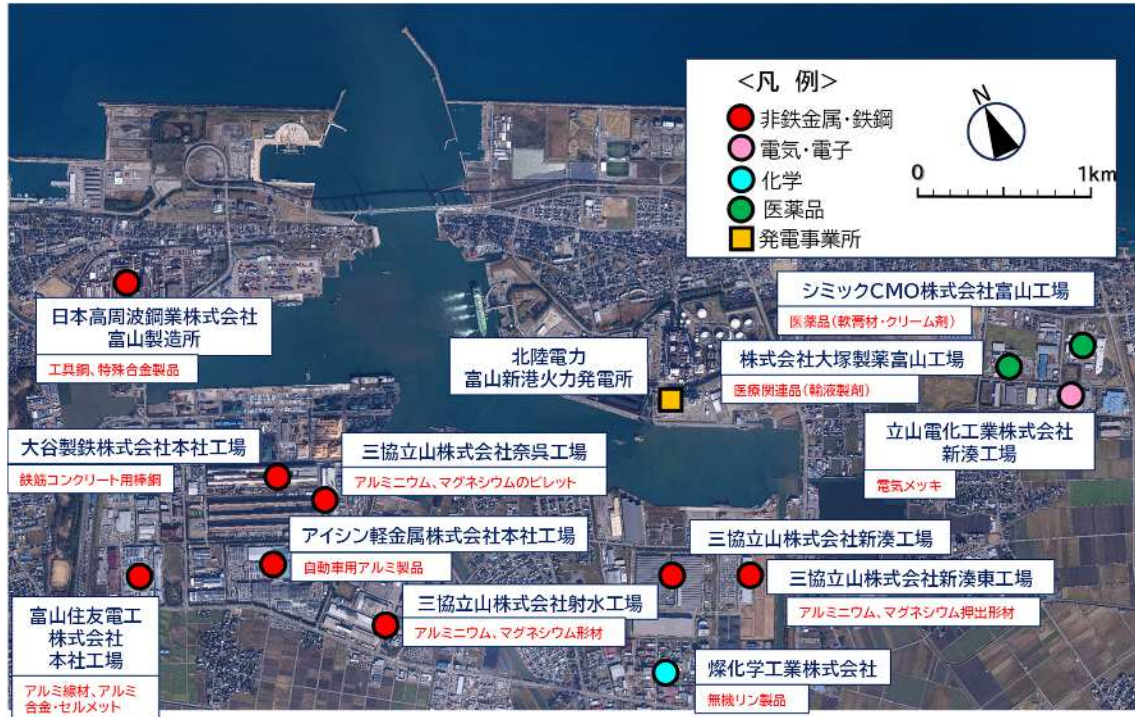 <凡 例>
非鉄金属・鉄鋼
電気・電子
化学
医薬品
発電事業所
N
0 1km
日本高周波鋼業株式会社
富山製造所
工具鋼、特殊合金製品
北陸電力
富山新港火力発電所
シミックCMO株式会社富山工場
医薬品(軟膏材・クリーム剤)
株式会社大塚製薬富山工場
医療関連品(輸液製剤)
立山電化工業株式会社
新湊工場
電気メッキ
大谷製鉄株式会社本社工場
鉄筋コンクリート用棒鋼
三協立山株式会社奈呉工場
アルミニウム、マグネシウムのビレット
アイシン軽金属株式会社本社工場
自動車用アルミ製品
三協立山株式会社射水工場
アルミニウム、マグネシウム形材
三協立山株式会社新湊工場
三協立山株式会社新湊東工場
アルミニウム、マグネシウム押出形材
富山住友電工
株式会社
本社工場
アルミ線材、アルミ
合金・セルメット
燦化学工業株式会社
無機リン製品